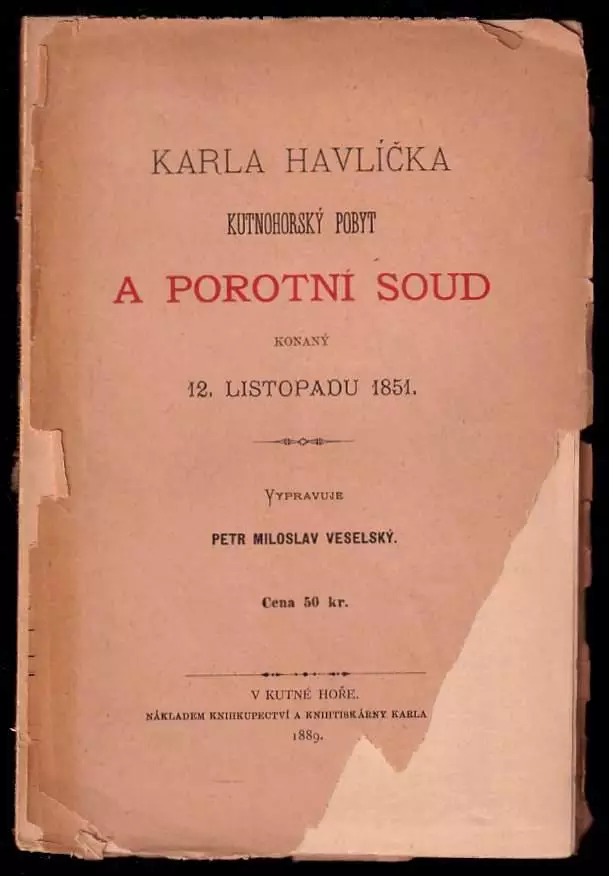 KARLA HAVLÍČKA
KUTNOHORSKÝ POBYT
A POROTNÍ SOUD
KONANÝ
12. LISTOPADU 1851.
VYPRAVUJE
PETR MILOSLAV VESELSKÝ.
Cena 50 kr.
V KUTNÉ HOŘE.
NÁKLADEM KNIHKUPECTVÍ A KNIHTISKÁRNY KARLA
1889.